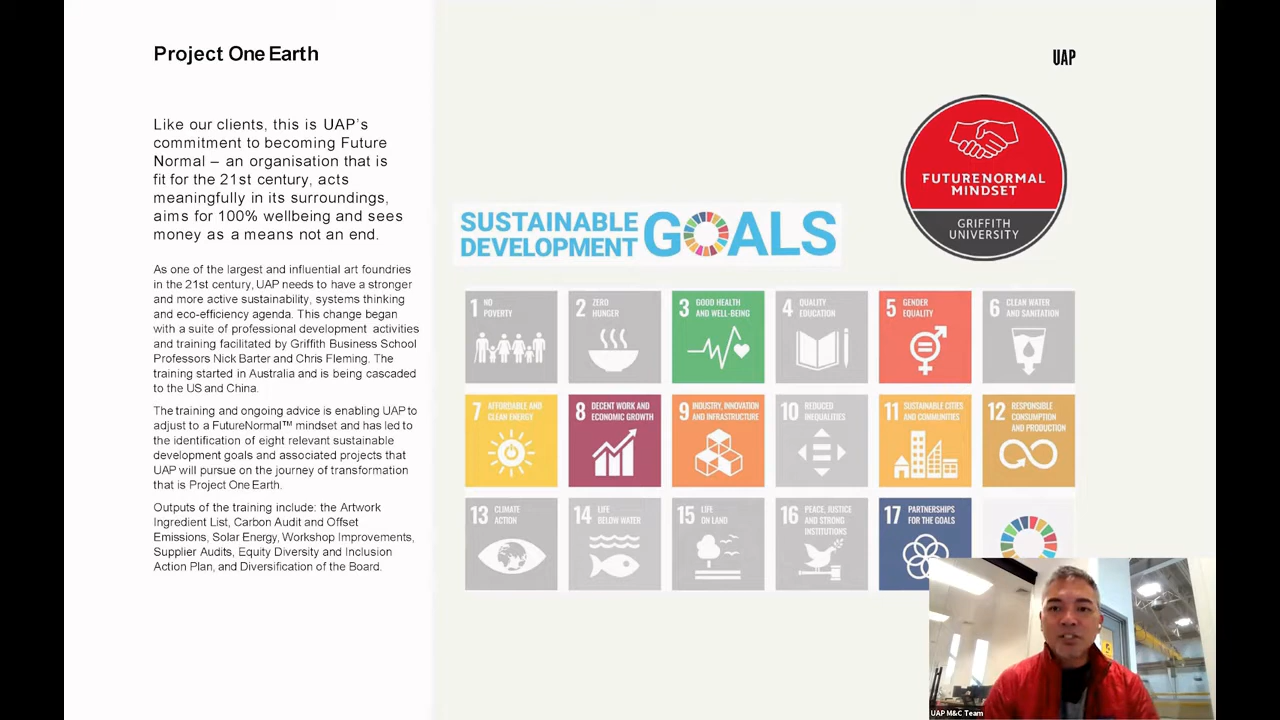 Project One Earth
UAP
Like our clients, this is UAP's
commitment to becoming Future
Normal – an organisation that is
fit for the 21st century, acts
meaningfully in its surroundings,
aims for 100% wellbeing and sees
money as a means not an end.
As one of the largest and influential art foundries
in the 21st century, UAP needs to have a stronger
and more active sustainability, systems thinking
and eco-efficiency agenda. This change began
with a suite of professional development activities
and training facilitated by Griffith Business School
Professors Nick Barter and Chris Fleming. The
training started in Australia and is being cascaded
to the US and China.
The training and ongoing advice is enabling UAP to
adjust to a FutureNormal™ mindset and has led to
the identification of eight relevant sustainable
development goals and associated projects that
UAP will pursue on the journey of transformation
that is Project One Earth.
Outputs of the training include: the Artwork
Ingredient List, Carbon Audit and Offset
Emissions, Solar Energy, Workshop Improvements,
Supplier Audits, Equity Diversity and Inclusion
Action Plan, and Diversification of the Board.
FUTURENORMAL
MINDSET
GRIFFITH
UNIVERSITY
SUSTAINABLE
DEVELOPMENT
GOALS
1 NO
POVERTY
2 ZERO
HUNGER
3 GOOD HEALTH
AND WELL-BEING
4 QUALITY
EDUCATION
5 GENDER
EQUALITY
6 CLEAN WATER
AND SANITATION
7 AFFORDABLE AND
CLEAN ENERGY
8 DECENT WORK AND
ECONOMIC GROWTH
9 INDUSTRY, INNOVATION
AND INFRASTRUCTURE
10 REDUCED
INEQUALITIES
11 SUSTAINABLE CITIES
AND COMMUNITIES
12 RESPONSIBLE
CONSUMPTION
AND PRODUCTION
13 CLIMATE
ACTION
14 LIFE
BELOW WATER
15 LIFE
ON LAND
16 PEACE, JUSTICE
AND STRONG
INSTITUTIONS
17 PARTNERSHIPS
FOR THE GOALS
UAP M&C Team